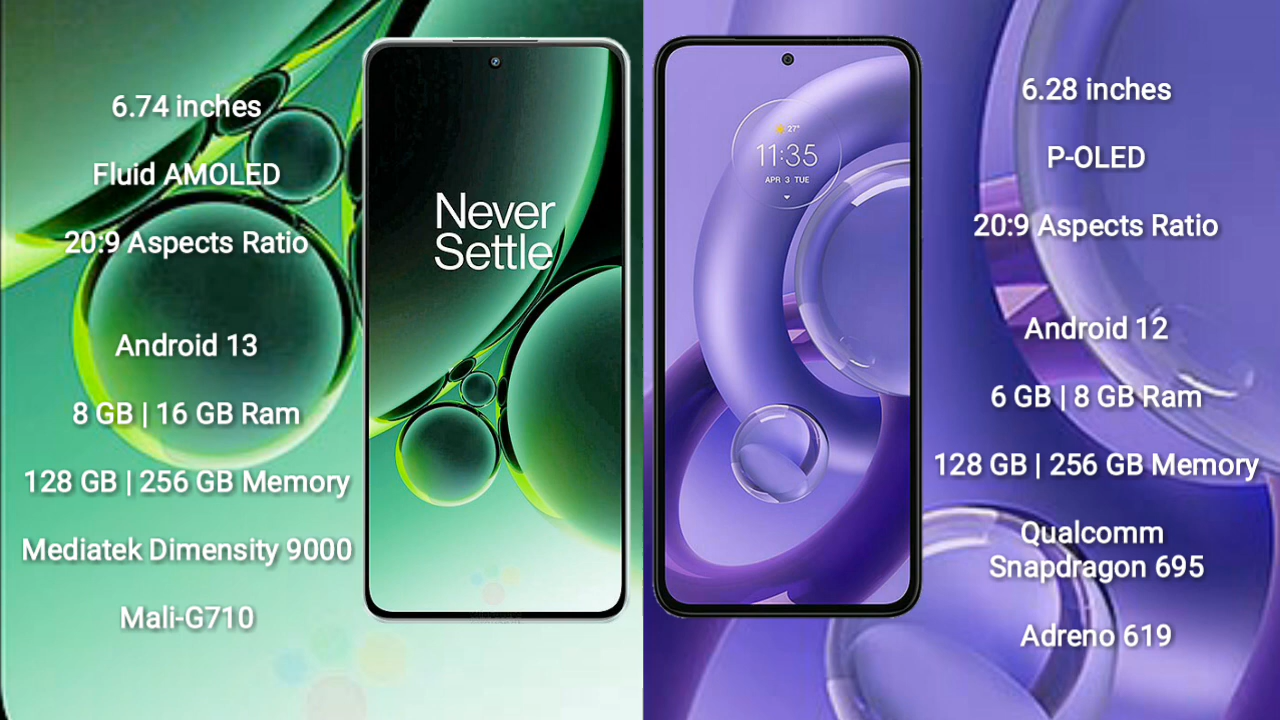 6.74 inches
Fluid AMOLED
20:9 Aspects Ratio
Android 13
8 GB | 16 GB Ram
128 GB | 256 GB Memory
Mediatek Dimensity 9000
Mali-G710
Never
Settle
27°
11:35
APR 3 TUE
6.28 inches
P-OLED
20:9 Aspects Ratio
Android 12
6 GB | 8 GB Ram
128 GB | 256 GB Memory
Qualcomm
Snapdragon 695
Adreno 619